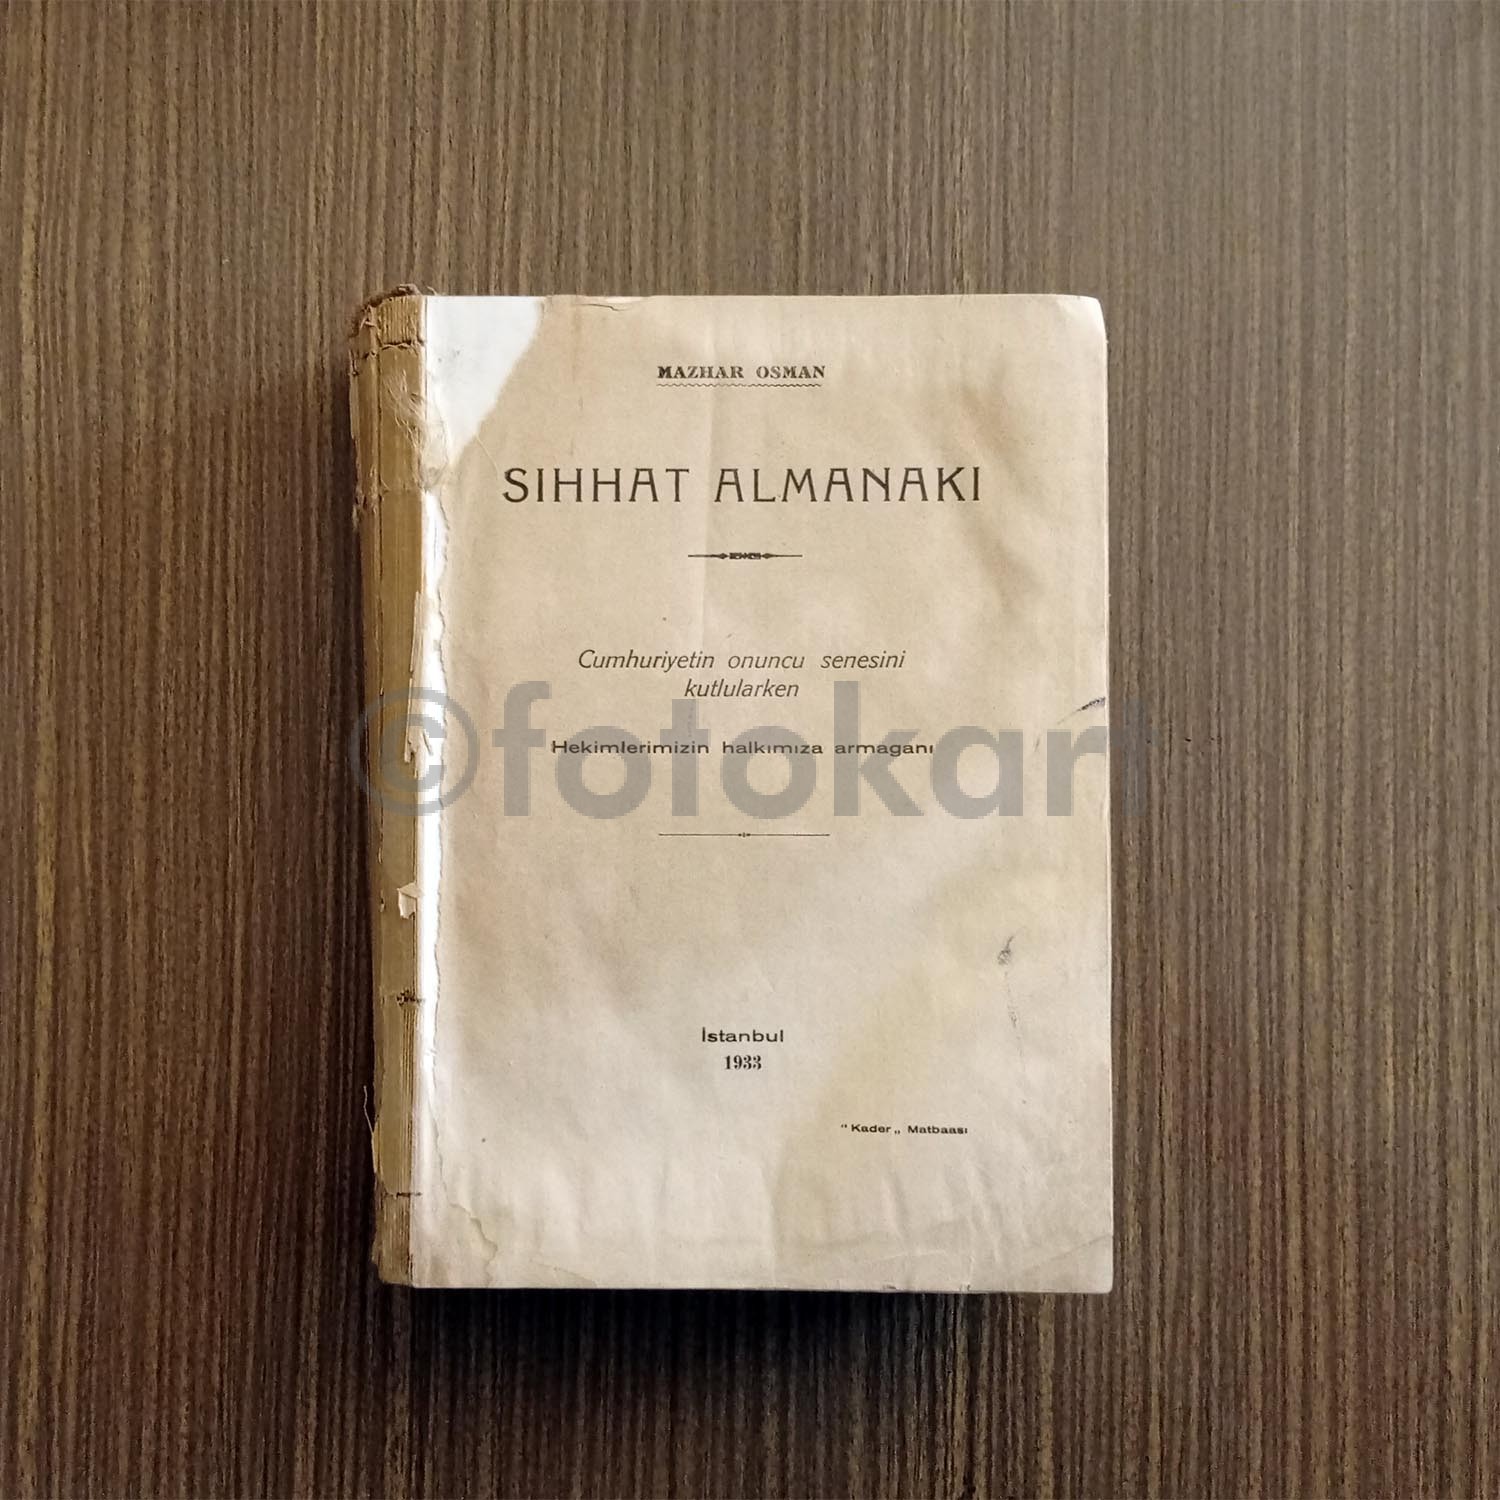 MAZHAR OSMAN
SIHHAT ALMANAKI
Cumhuriyetin onuncu senesini
kutlularken
©fotokart
Hekimlerimizin halkımıza armaganı
İstanbul
1933
“ Kader „ Matbaası